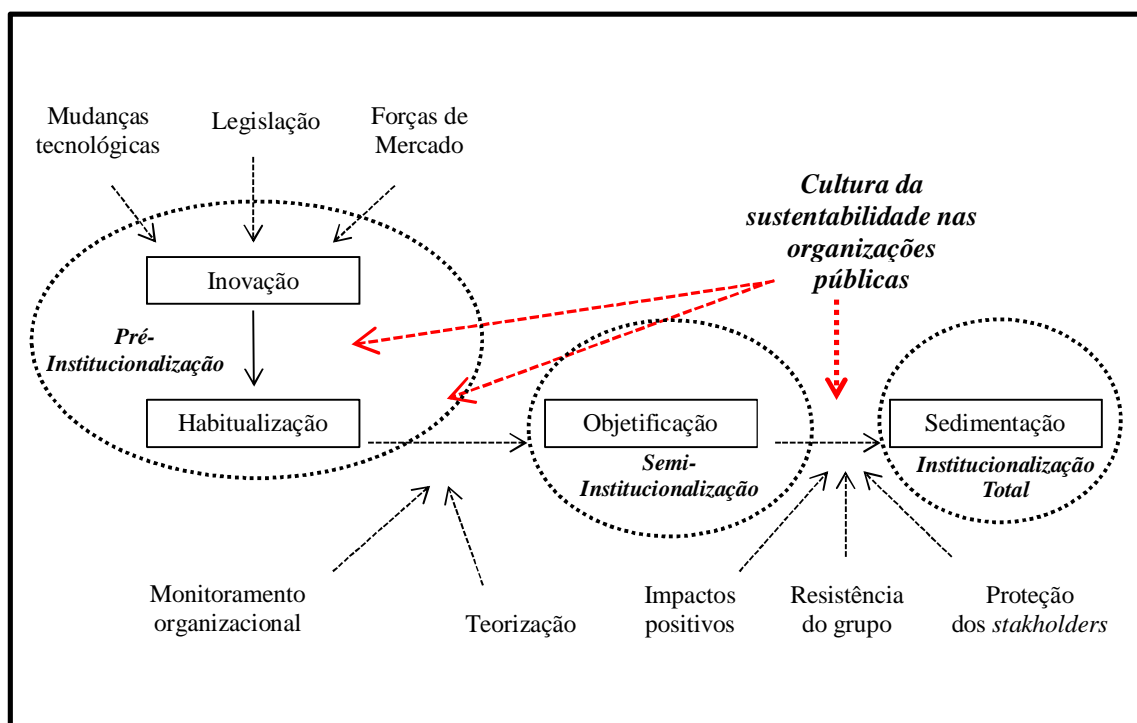 Mudanças
tecnológicas
Legislação
Forças de
Mercado
Cultura da
sustentabilidade nas
organizações
públicas
Inovação
Pré-
Institucionalização
Habitualização
Objetificação
Semi-
Institucionalização
Sedimentação
Institucionalização
Total
Monitoramento
organizacional
Teorização
Impactos
positivos
Resistência
do grupo
Proteção
dos stakholders